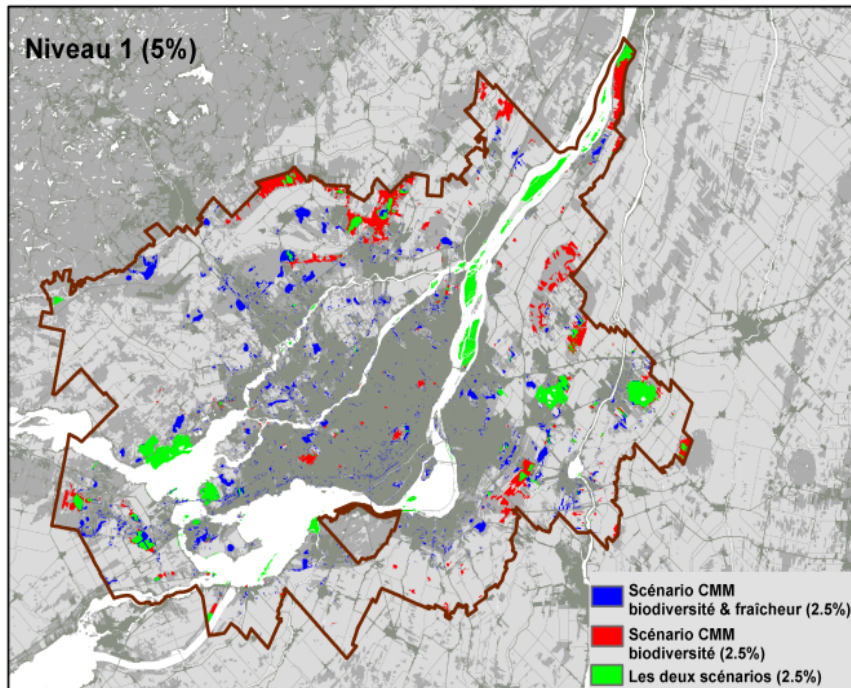 Niveau 1 (5%)
Scénario CMM
biodiversité & fraîcheur (2.5%)
Scénario CMM
biodiversité (2.5%)
Les deux scénarios (2.5%)